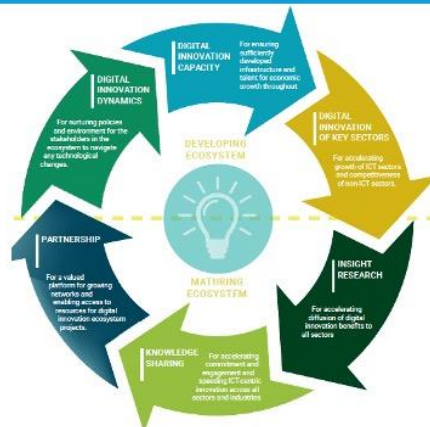 DIGITAL
INNOVATION
CAPACITY
For ensuring
sufficiently
developed
infrastructure and
talent for economic
growth throughout
DIGITAL
INNOVATION
OF KEY SECTORS
For accelerating
growth of ICT sectors
and competitiveness
of non-ICT sectors.
INSIGHT
RESEARCH
For accelerating
diffusion of digital
innovation benefits to
all sectors
KNOWLEDGE
SHARING
For accelerating
commitment and
engagement and
speeding ICT-centric
innovation across all
sectors and industries
PARTNERSHIP
For a valued
platform for growing
networks and
enabling access to
resources for digital
innovation ecosystem
projects.
DIGITAL
INNOVATION
DYNAMICS
For nurturing policies
and environment for the
stakeholders in the
ecosystem to navigate
any technological
changes.
DEVELOPING
ECOSYSTEM
MATURING
ECOSYSTEM